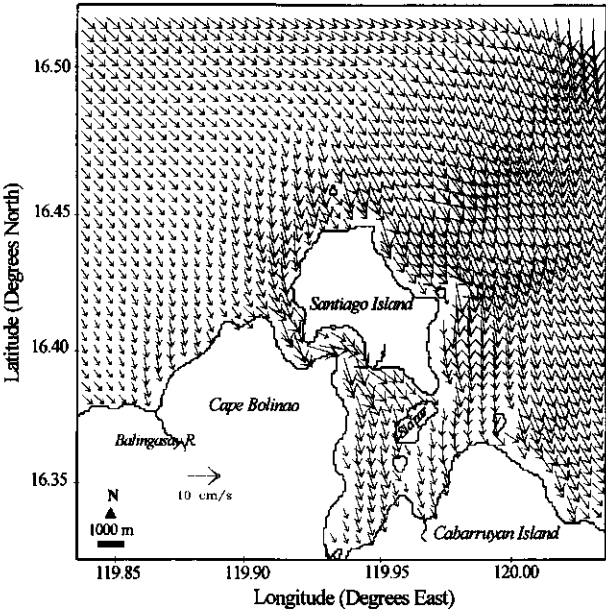 16.50
16.45
Latitude (Degrees North)
Santiago Island
16.40
Cape Bolinao
Siapar
Balingasay R.
16.35
10 cm/s
N
1000 m
Cabarruyan Island
119.85
119.90
119.95
120.00
Longitude (Degrees East)